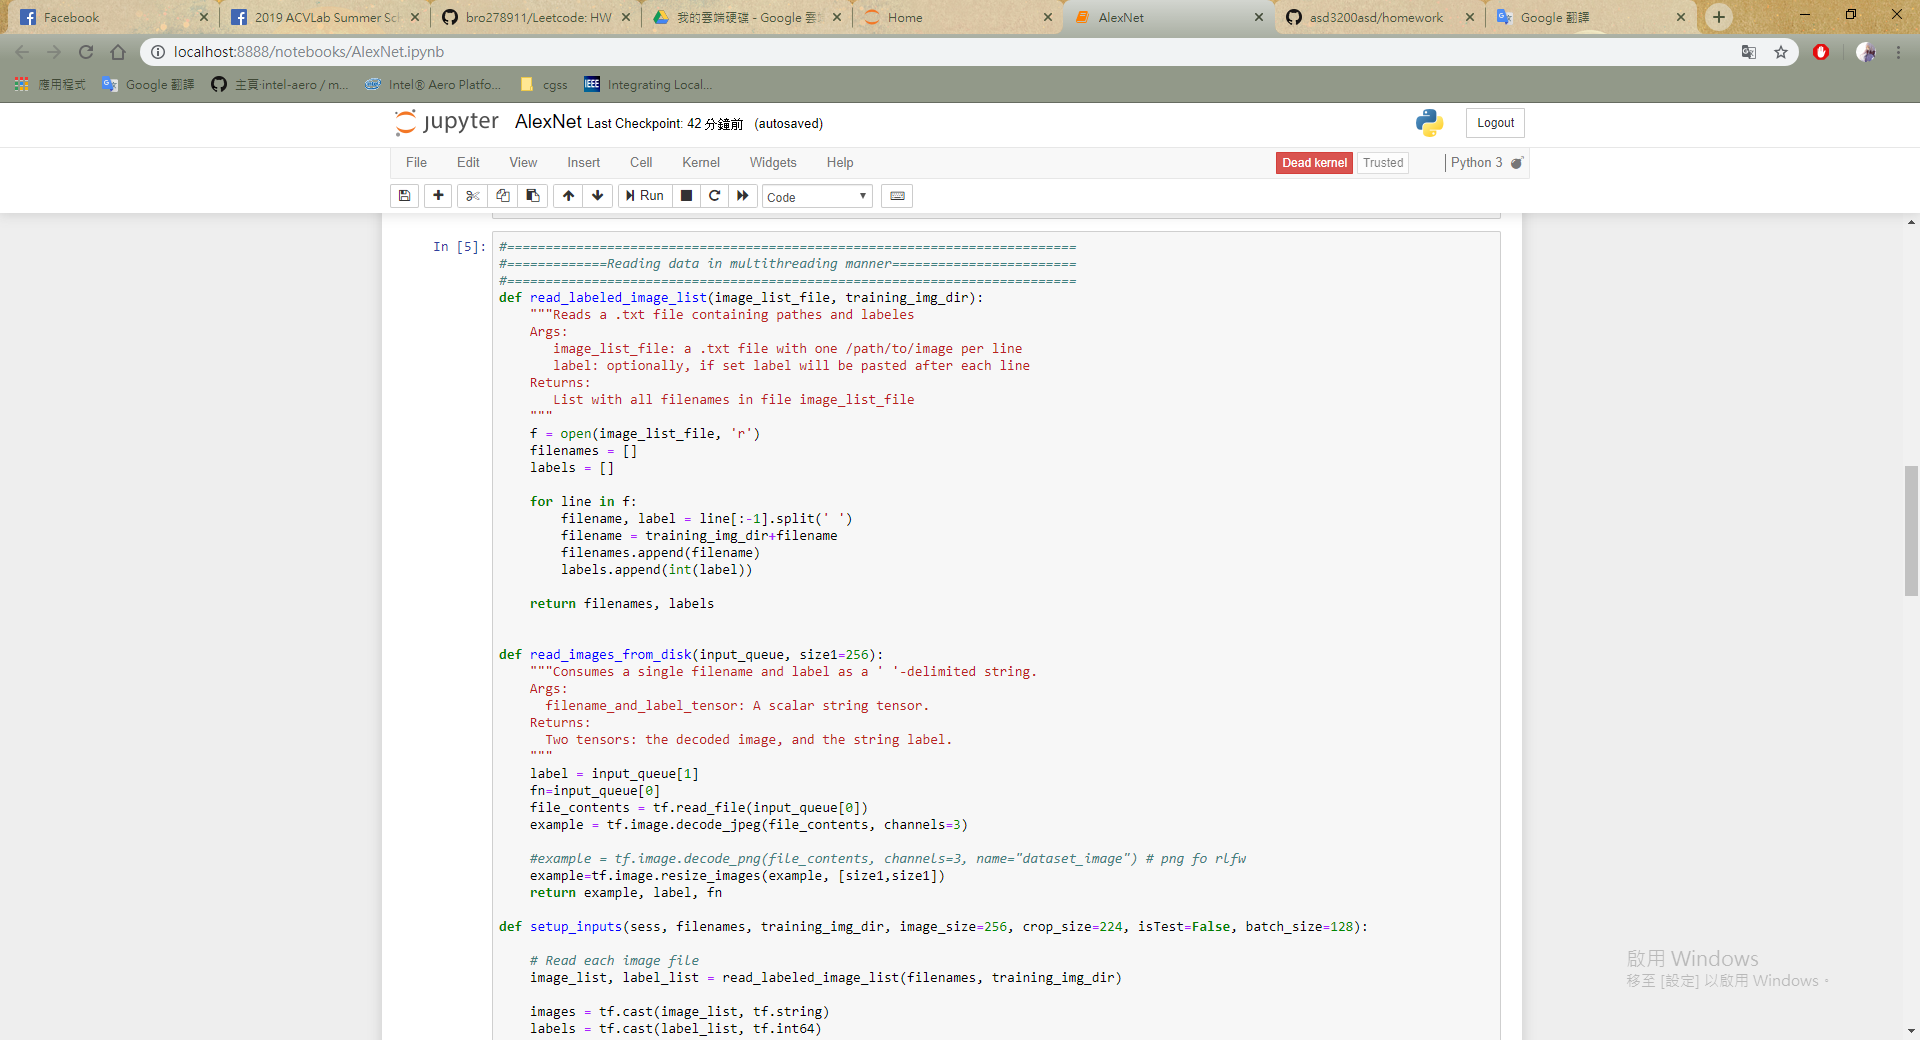 Facebook
2019 ACVLab Summer Sc
bro278911/Leetcode: HW
我的雲端硬碟 - Google 雲
Home
AlexNet
asd3200asd/homework
Google 翻譯
localhost:8888/notebooks/AlexNet.ipynb
應用程式
Google 翻譯
主頁·intel-aero / m...
Intel® Aero Platfo...
cgss
IEEE
Integrating Local...
jupyter AlexNet Last Checkpoint: 42 分鐘前 (autosaved)
Logout
File Edit View Insert Cell Kernel Widgets Help
Dead kernel Trusted Python 3
Run
Code
In [5]:
#==========================================================================
#=============Reading data in multithreading manner========================
#==========================================================================
def read_labeled_image_list(image_list_file, training_img_dir):
    """Reads a .txt file containing pathes and labeles
    Args:
       image_list_file: a .txt file with one /path/to/image per line
       label: optionally, if set label will be pasted after each line
    Returns:
       List with all filenames in file image_list_file
    """
    f = open(image_list_file, 'r')
    filenames = []
    labels = []
    for line in f:
        filename, label = line[:-1].split(' ')
        filename = training_img_dir+filename
        filenames.append(filename)
        labels.append(int(label))
    return filenames, labels
def read_images_from_disk(input_queue, size1=256):
    """Consumes a single filename and label as a ' '-delimited string.
    Args:
      filename_and_label_tensor: A scalar string tensor.
    Returns:
      Two tensors: the decoded image, and the string label.
    """
    label = input_queue[1]
    fn=input_queue[0]
    file_contents = tf.read_file(input_queue[0])
    example = tf.image.decode_jpeg(file_contents, channels=3)
    #example = tf.image.decode_png(file_contents, channels=3, name="dataset_image") # png fo rlfw
    example=tf.image.resize_images(example, [size1,size1])
    return example, label, fn
def setup_inputs(sess, filenames, training_img_dir, image_size=256, crop_size=224, isTest=False, batch_size=128):
    # Read each image file
    image_list, label_list = read_labeled_image_list(filenames, training_img_dir)
    images = tf.cast(image_list, tf.string)
    labels = tf.cast(label_list, tf.int64)
啟用 Windows
移至 [設定] 以啟用 Windows。